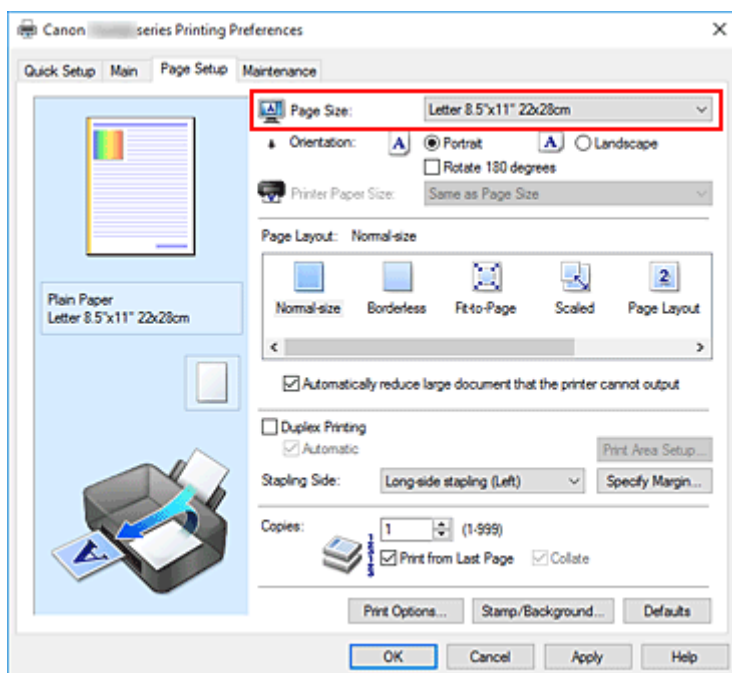 Canon series Printing Preferences
Quick Setup Main Page Setup Maintenance
Page Size: Letter 8.5"x11" 22x28cm
Orientation: A Portrait A Landscape
Rotate 180 degrees
Printer Paper Size: Same as Page Size
Page Layout: Normal-size
2
Normal-size Borderless Fit-to-Page Scaled Page Layout
Plain Paper
Letter 8.5"x11" 22x28cm
Automatically reduce large document that the printer cannot output
Duplex Printing
Automatic Print Area Setup...
Stapling Side: Long-side stapling (Left) Specify Margin...
Copies: 1 (1-999)
Print from Last Page Collate
A
Print Options... Stamp/Background... Defaults
OK Cancel Apply Help